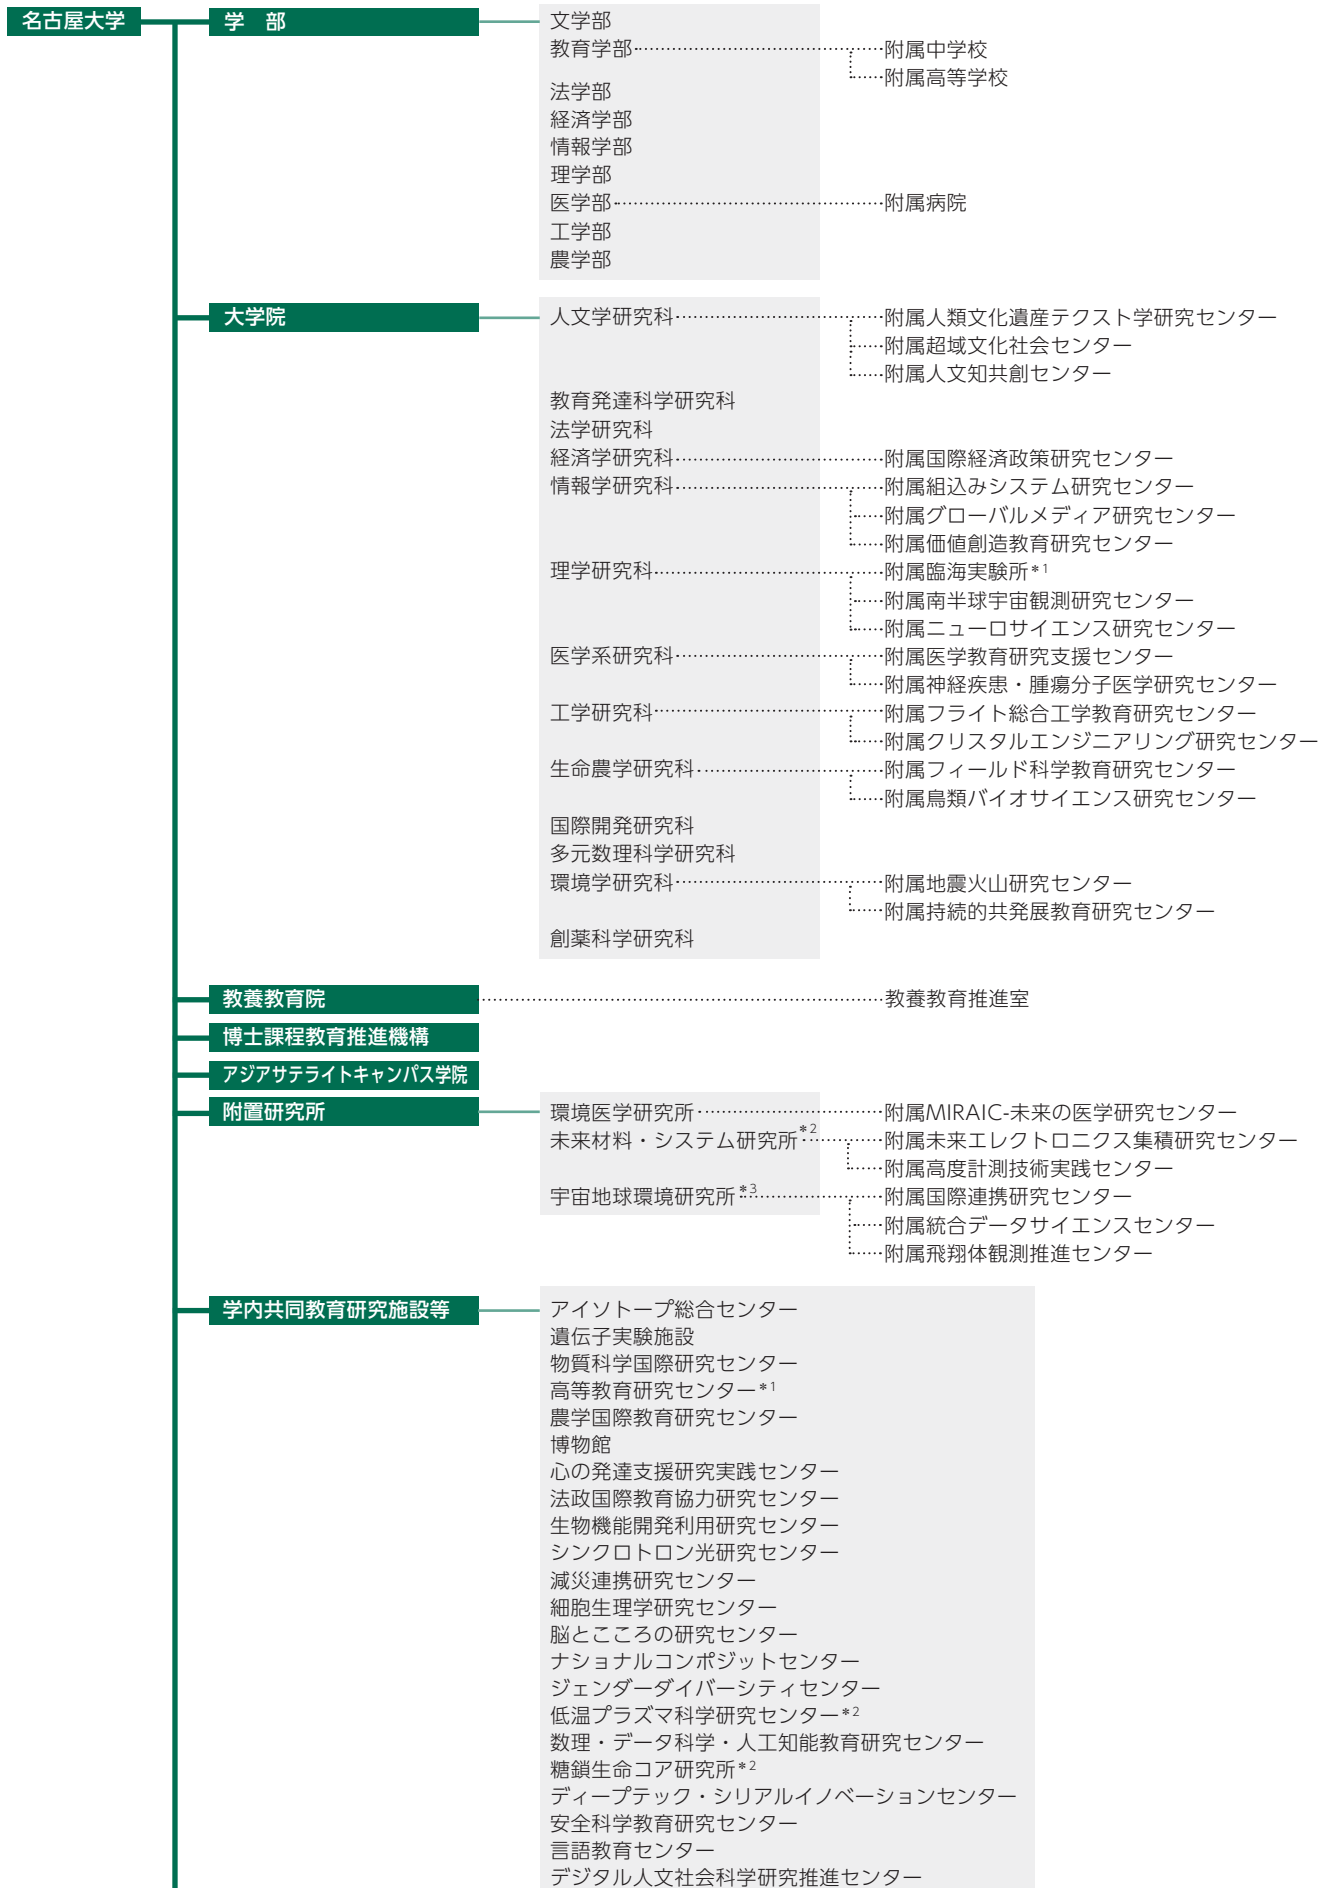 名古屋大学
学　部
文学部
教育学部
附属中学校
附属高等学校
法学部
経済学部
情報学部
理学部
医学部
附属病院
工学部
農学部
大学院
人文学研究科
附属人類文化遺産テクスト学研究センター
附属超域文化社会センター
附属人文知共創センター
教育発達科学研究科
法学研究科
経済学研究科
附属国際経済政策研究センター
情報学研究科
附属組込みシステム研究センター
附属グローバルメディア研究センター
附属価値創造教育研究センター
理学研究科
附属臨海実験所*1
附属南半球宇宙観測研究センター
附属ニューロサイエンス研究センター
医学系研究科
附属医学教育研究支援センター
附属神経疾患・腫瘍分子医学研究センター
工学研究科
附属フライト総合工学教育研究センター
附属クリスタルエンジニアリング研究センター
生命農学研究科
附属フィールド科学教育研究センター
附属鳥類バイオサイエンス研究センター
国際開発研究科
多元数理科学研究科
環境学研究科
附属地震火山研究センター
附属持続的共発展教育研究センター
創薬科学研究科
教養教育院
教養教育推進室
博士課程教育推進機構
アジアサテライトキャンパス学院
附置研究所
環境医学研究所
附属MIRAIC-未来の医学研究センター
未来材料・システム研究所*2
附属未来エレクトロニクス集積研究センター
附属高度計測技術実践センター
宇宙地球環境研究所*3
附属国際連携研究センター
附属統合データサイエンスセンター
附属飛翔体観測推進センター
学内共同教育研究施設等
アイソトープ総合センター
遺伝子実験施設
物質科学国際研究センター
高等教育研究センター*1
農学国際教育研究センター
博物館
心の発達支援研究実践センター
法政国際教育協力研究センター
生物機能開発利用研究センター
シンクロトロン光研究センター
減災連携研究センター
細胞生理学研究センター
脳とこころの研究センター
ナショナルコンポジットセンター
ジェンダーダイバーシティセンター
低温プラズマ科学研究センター*2
数理・データ科学・人工知能教育研究センター
糖鎖生命コア研究所*2
ディープテック・シリアルイノベーションセンター
安全科学教育研究センター
言語教育センター
デジタル人文社会科学研究推進センター